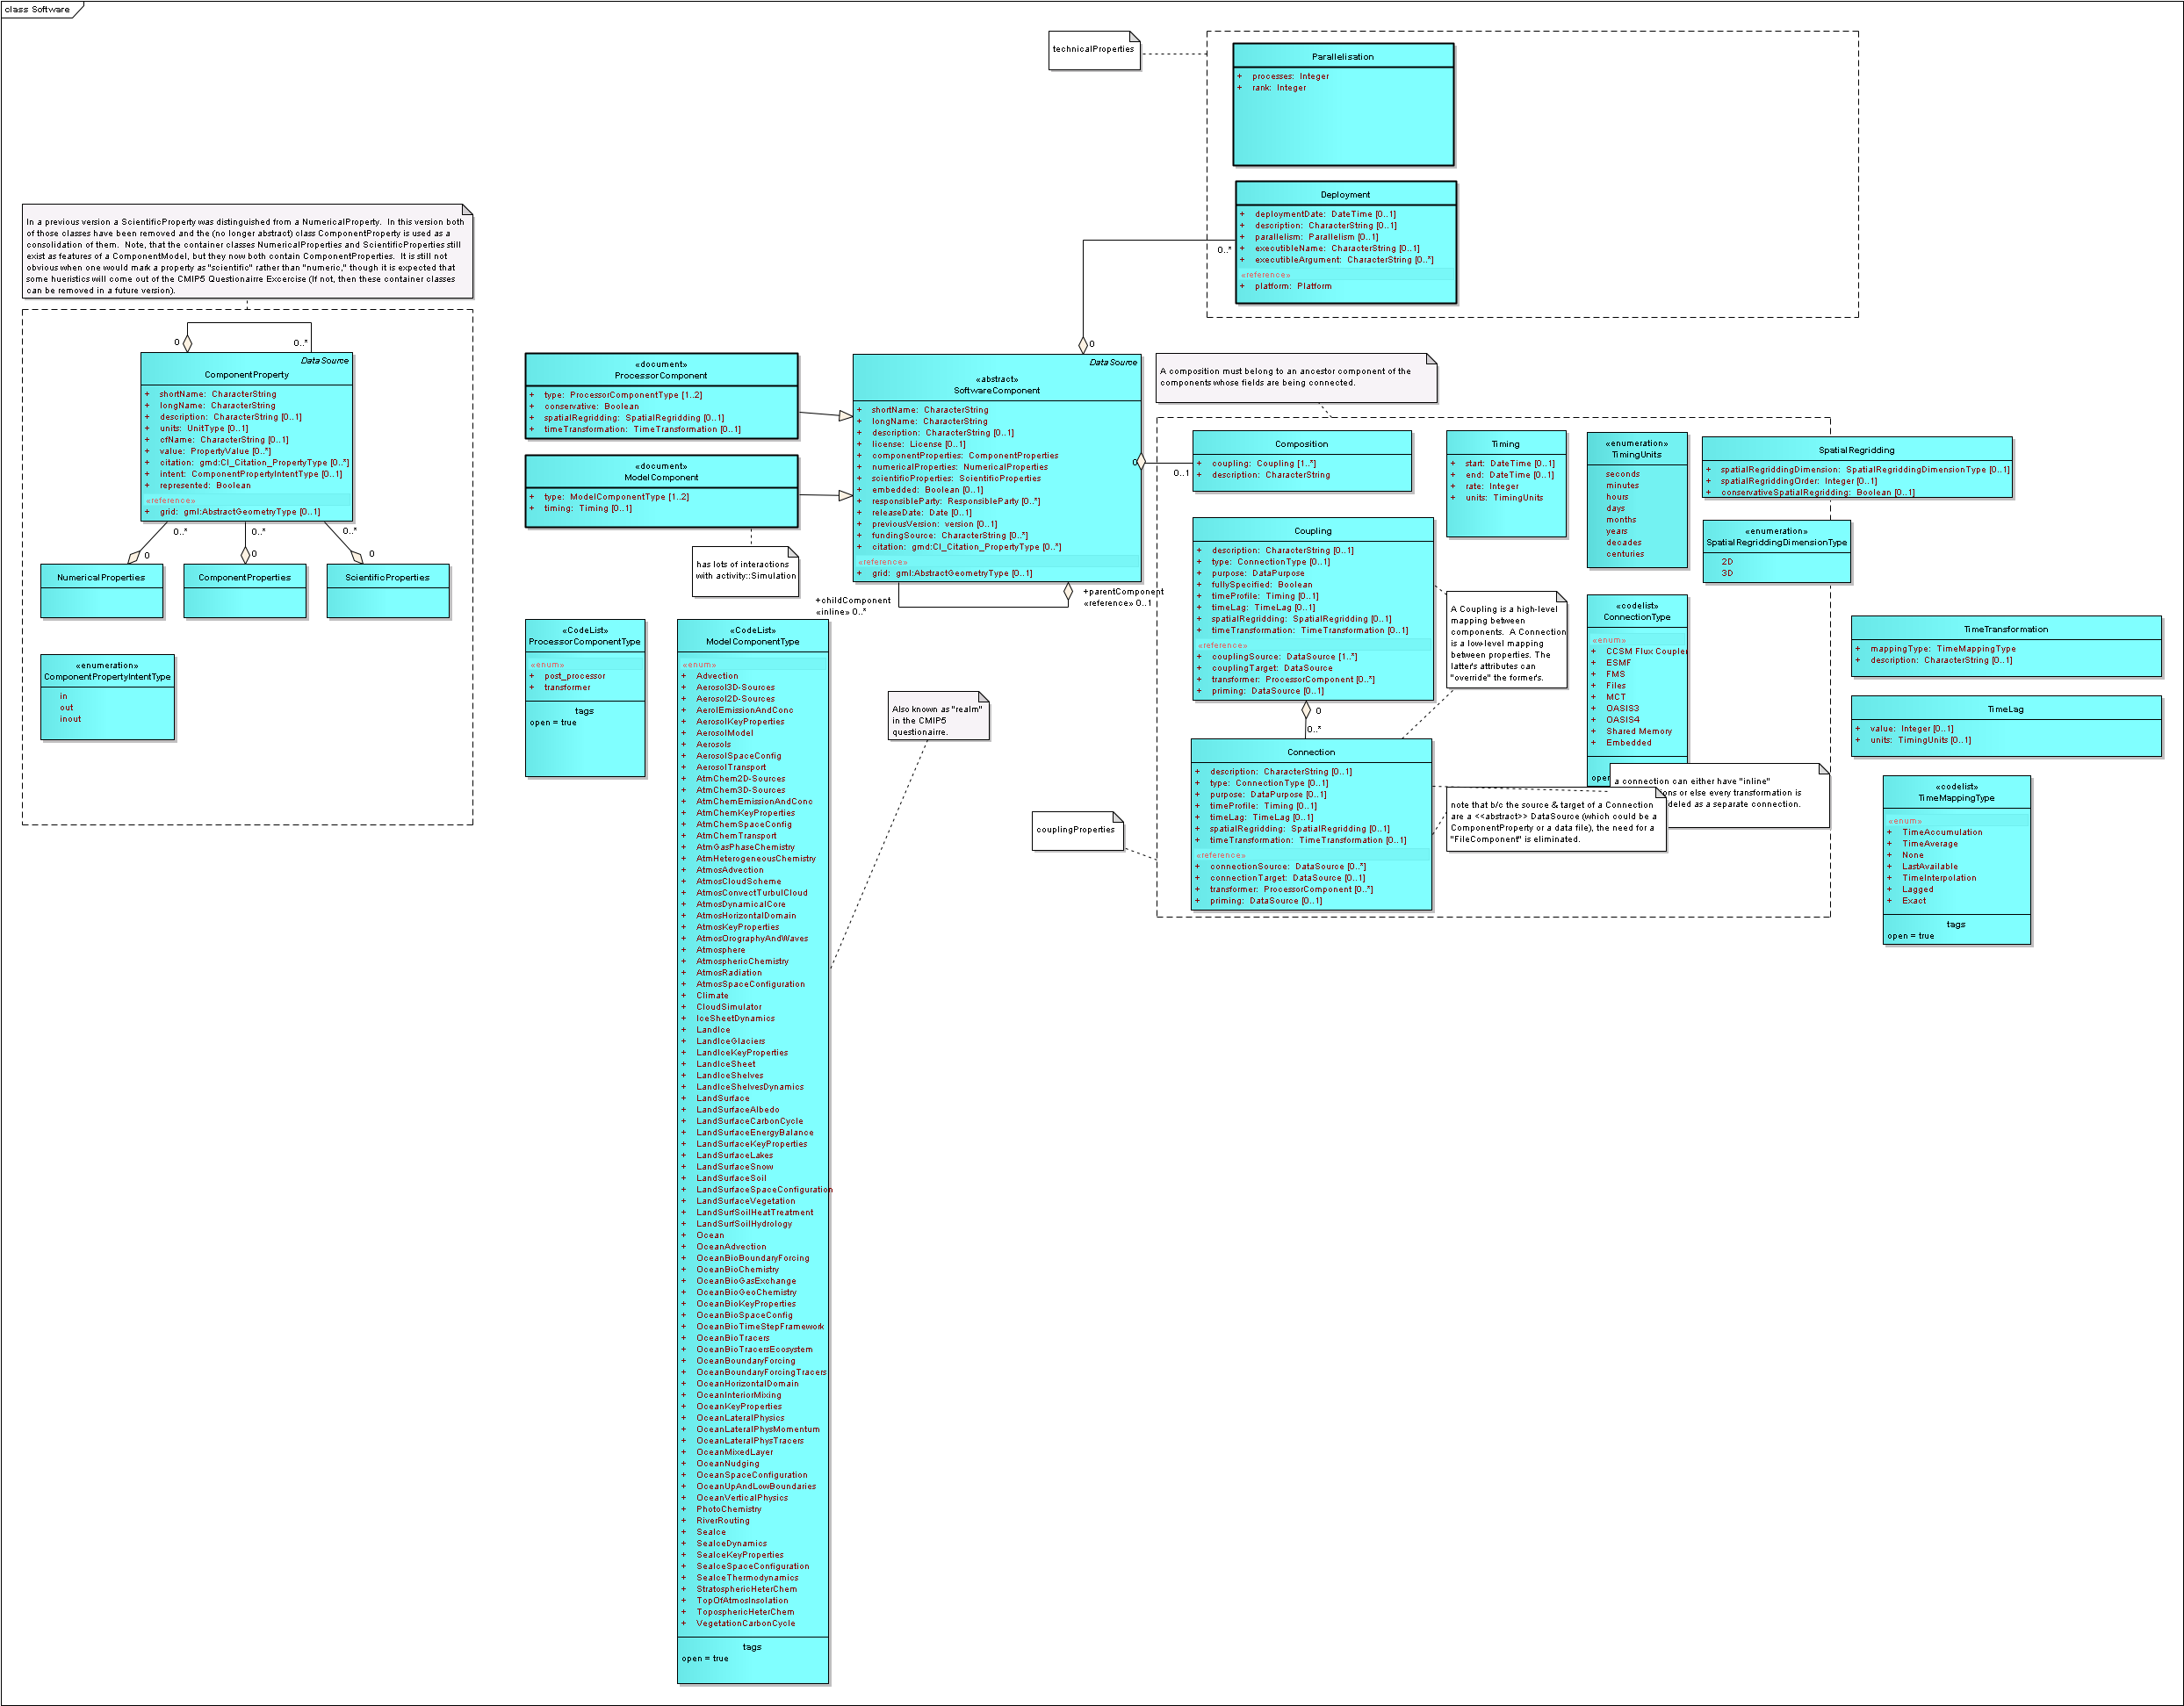 class Software
technicalProperties
Parallelisation
+ processes: Integer
+ rank: Integer
Deployment
+ deploymentDate: DateTime [0..1]
+ description: CharacterString [0..1]
+ parallelism: Parallelism [0..1]
+ executibleName: CharacterString [0..1]
+ executibleArgument: CharacterString [0..*]
«reference»
+ platform: Platform
0..*
0
In a previous version a ScientificProperty was distinguished from a NumericalProperty. In this version both
of those classes have been removed and the (no longer abstract) class ComponentProperty is used as a
consolidation of them. Note, that the container classes NumericalProperties and ScientificProperties still
exist as features of a ComponentModel, but they now both contain ComponentProperties. It is still not
obvious when one would mark a property as "scientific" rather than "numeric," though it is expected that
some hueristics will come out of the CMIP5 Questionairre Excercise (If not, then these container classes
can be removed in a future version).
0
0..*
DataSource
ComponentProperty
+ shortName: CharacterString
+ longName: CharacterString
+ description: CharacterString [0..1]
+ units: UnitType [0..1]
+ cfName: CharacterString [0..1]
+ value: PropertyValue [0..*]
+ citation: gmd:CI_Citation_PropertyType [0..*]
+ intent: ComponentPropertyIntentType [0..1]
+ represented: Boolean
«reference»
+ grid: gml:AbstractGeometryType [0..1]
0..*
0..*
0..*
0
0
0
NumericalProperties
ComponentProperties
ScientificProperties
«enumeration»
ComponentPropertyIntentType
in
out
inout
«document»
ProcessorComponent
+ type: ProcessorComponentType [1..2]
+ conservative: Boolean
+ spatialRegridding: SpatialRegridding [0..1]
+ timeTransformation: TimeTransformation [0..1]
«document»
ModelComponent
+ type: ModelComponentType [1..2]
+ timing: Timing [0..1]
has lots of interactions
with activity::Simulation
DataSource
«abstract»
SoftwareComponent
+ shortName: CharacterString
+ longName: CharacterString
+ description: CharacterString [0..1]
+ license: License [0..1]
+ componentProperties: ComponentProperties
+ numericalProperties: NumericalProperties
+ scientificProperties: ScientificProperties
+ embedded: Boolean [0..1]
+ responsibleParty: ResponsibleParty [0..*]
+ releaseDate: Date [0..1]
+ previousVersion: version [0..1]
+ fundingSource: CharacterString [0..*]
+ citation: gmd:CI_Citation_PropertyType [0..*]
«reference»
+ grid: gml:AbstractGeometryType [0..1]
+childComponent
«inline» 0..*
+parentComponent
«reference» 0..1
0
0..1
A composition must belong to an ancestor component of the
components whose fields are being connected.
Composition
+ coupling: Coupling [1..*]
+ description: CharacterString
Timing
+ start: DateTime [0..1]
+ end: DateTime [0..1]
+ rate: Integer
+ units: TimingUnits
«enumeration»
TimingUnits
seconds
minutes
hours
days
months
years
decades
centuries
SpatialRegridding
+ spatialRegriddingDimension: SpatialRegriddingDimensionType [0..1]
+ spatialRegriddingOrder: Integer [0..1]
+ conservativeSpatialRegridding: Boolean [0..1]
«enumeration»
SpatialRegriddingDimensionType
2D
3D
Coupling
+ description: CharacterString [0..1]
+ type: ConnectionType [0..1]
+ purpose: DataPurpose
+ fullySpecified: Boolean
+ timeProfile: Timing [0..1]
+ timeLag: TimeLag [0..1]
+ spatialRegridding: SpatialRegridding [0..1]
+ timeTransformation: TimeTransformation [0..1]
«reference»
+ couplingSource: DataSource [1..*]
+ couplingTarget: DataSource
+ transformer: ProcessorComponent [0..*]
+ priming: DataSource [0..1]
0
0..*
A Coupling is a high-level
mapping between
components. A Connection
is a low-level mapping
between properties. The
latter's attributes can
"override" the former's.
«codelist»
ConnectionType
«enum»
+ CCSM Flux Coupler
+ ESMF
+ FMS
+ Files
+ MCT
+ OASIS3
+ OASIS4
+ Shared Memory
+ Embedded
open
Connection
+ description: CharacterString [0..1]
+ type: ConnectionType [0..1]
+ purpose: DataPurpose [0..1]
+ timeProfile: Timing [0..1]
+ timeLag: TimeLag [0..1]
+ spatialRegridding: SpatialRegridding [0..1]
+ timeTransformation: TimeTransformation [0..1]
«reference»
+ connectionSource: DataSource [0..*]
+ connectionTarget: DataSource [0..1]
+ transformer: ProcessorComponent [0..*]
+ priming: DataSource [0..1]
a connection can either have "inline"
or else every transformation is
as a separate connection.
note that b/c the source & target of a Connection
are a <<abstract>> DataSource (which could be a
ComponentProperty or a data file), the need for a
"FileComponent" is eliminated.
couplingProperties
TimeTransformation
+ mappingType: TimeMappingType
+ description: CharacterString [0..1]
TimeLag
+ value: Integer [0..1]
+ units: TimingUnits [0..1]
«codelist»
TimeMappingType
«enum»
+ TimeAccumulation
+ TimeAverage
+ None
+ LastAvailable
+ TimeInterpolation
+ Lagged
+ Exact
tags
open = true
«CodeList»
ProcessorComponentType
«enum»
+ post_processor
+ transformer
tags
open = true
Also known as "realm"
in the CMIP5
questionairre.
«CodeList»
ModelComponentType
«enum»
+ Advection
+ Aerosol3D-Sources
+ Aerosol2D-Sources
+ AerolEmissionAndConc
+ AerosolKeyProperties
+ AerosolModel
+ Aerosols
+ AerosolSpaceConfig
+ AerosolTransport
+ AtmChem2D-Sources
+ AtmChem3D-Sources
+ AtmChemEmissionAndConc
+ AtmChemKeyProperties
+ AtmChemSpaceConfig
+ AtmChemTransport
+ AtmGasPhaseChemistry
+ AtmHeterogeneousChemistry
+ AtmosAdvection
+ AtmosCloudScheme
+ AtmosConvectTurbulCloud
+ AtmosDynamicalCore
+ AtmosHorizontalDomain
+ AtmosKeyProperties
+ AtmosOrographyAndWaves
+ Atmosphere
+ AtmosphericChemistry
+ AtmosRadiation
+ AtmosSpaceConfiguration
+ Climate
+ CloudSimulator
+ IceSheetDynamics
+ LandIce
+ LandIceGlaciers
+ LandIceKeyProperties
+ LandIceSheet
+ LandIceShelves
+ LandIceShelvesDynamics
+ LandSurface
+ LandSurfaceAlbedo
+ LandSurfaceCarbonCycle
+ LandSurfaceEnergyBalance
+ LandSurfaceKeyProperties
+ LandSurfaceLakes
+ LandSurfaceSnow
+ LandSurfaceSoil
+ LandSurfaceSpaceConfiguration
+ LandSurfaceVegetation
+ LandSurfSoilHeatTreatment
+ LandSurfSoilHydrology
+ Ocean
+ OceanAdvection
+ OceanBioBoundaryForcing
+ OceanBioChemistry
+ OceanBioGasExchange
+ OceanBioGeoChemistry
+ OceanBioKeyProperties
+ OceanBioSpaceConfig
+ OceanBioTimeStepFramework
+ OceanBioTracers
+ OceanBioTracersEcosystem
+ OceanBoundaryForcing
+ OceanBoundaryForcingTracers
+ OceanHorizontalDomain
+ OceanInteriorMixing
+ OceanKeyProperties
+ OceanLateralPhysics
+ OceanLateralPhysMomentum
+ OceanLateralPhysTracers
+ OceanMixedLayer
+ OceanNudging
+ OceanSpaceConfiguration
+ OceanUpAndLowBoundaries
+ OceanVerticalPhysics
+ PhotoChemistry
+ RiverRouting
+ SeaIce
+ SeaIceDynamics
+ SeaIceKeyProperties
+ SeaIceSpaceConfiguration
+ SeaIceThermodynamics
+ StratosphericHeterChem
+ TopOfAtmosInsolation
+ ToposphericHeterChem
+ VegetationCarbonCycle
tags
open = true